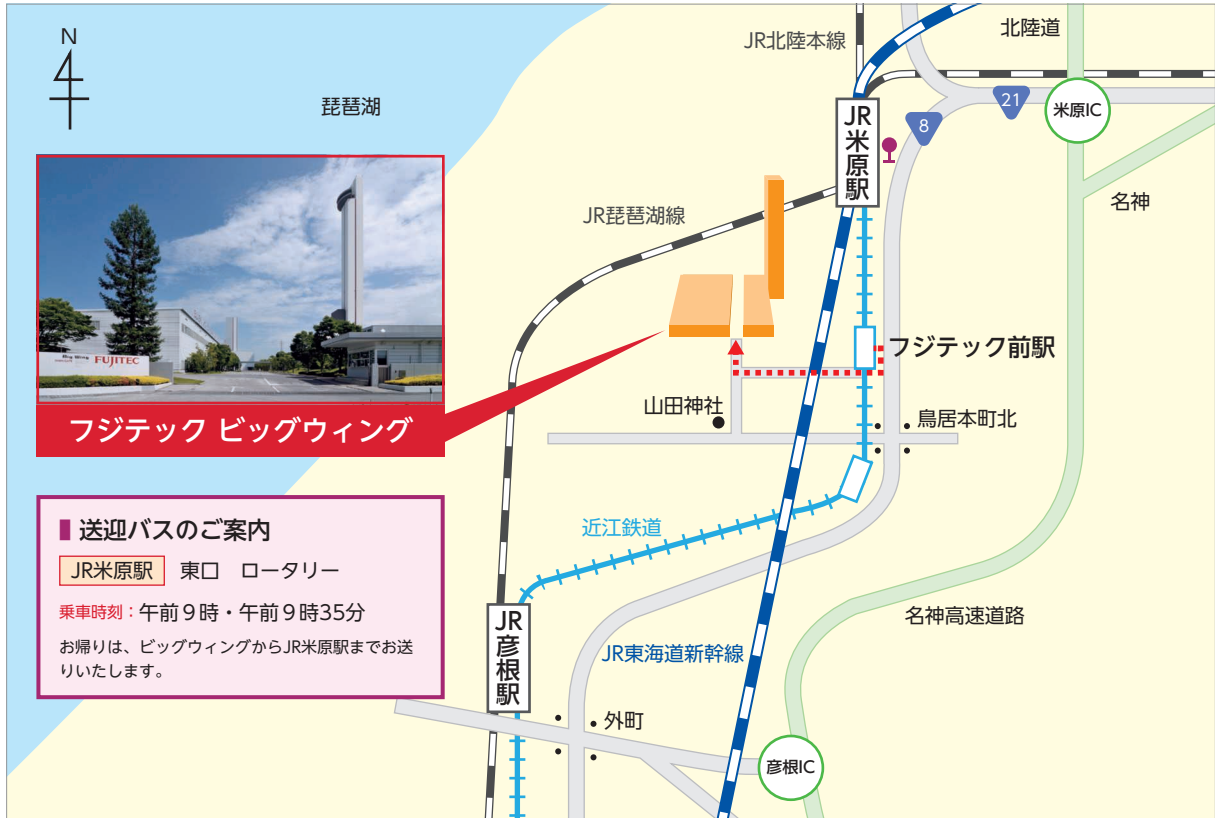 N
琵琶湖
JR北陸本線
北陸道
21
8
米原IC
JR米原駅
名神
JR琵琶湖線
FUJITEC
フジテック ビッグウィング
フジテック前駅
山田神社
鳥居本町北
近江鉄道
送迎バスのご案内
JR米原駅 東口 ロータリー
乗車時刻：午前９時・午前９時35分
お帰りは、ビッグウィングからJR米原駅までお送
りいたします。
JR彦根駅
JR東海道新幹線
名神高速道路
外町
彦根IC